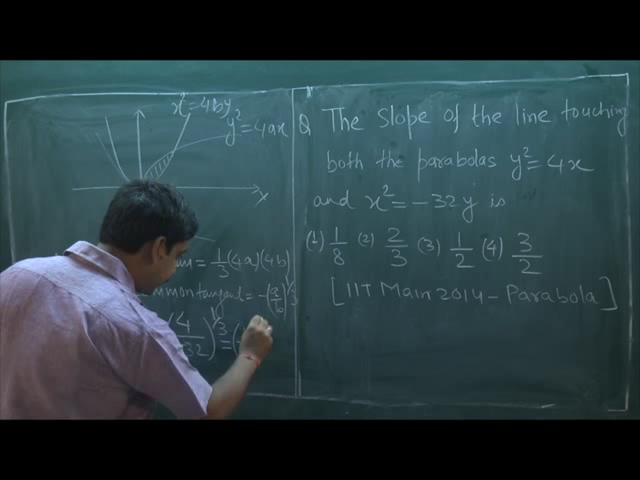 x²=4by
y²=4ax
x
= 1/3 (4a)(4b)
common tangent = -(a/b)^1/3
(4/-32)^1/3 = (
Q The slope of the line touching
both the parabolas y²=4x
and x²=-32y is
(1) 1/8 (2) 2/3 (3) 1/2 (4) 3/2
[IIT Main 2014 - Parabola]